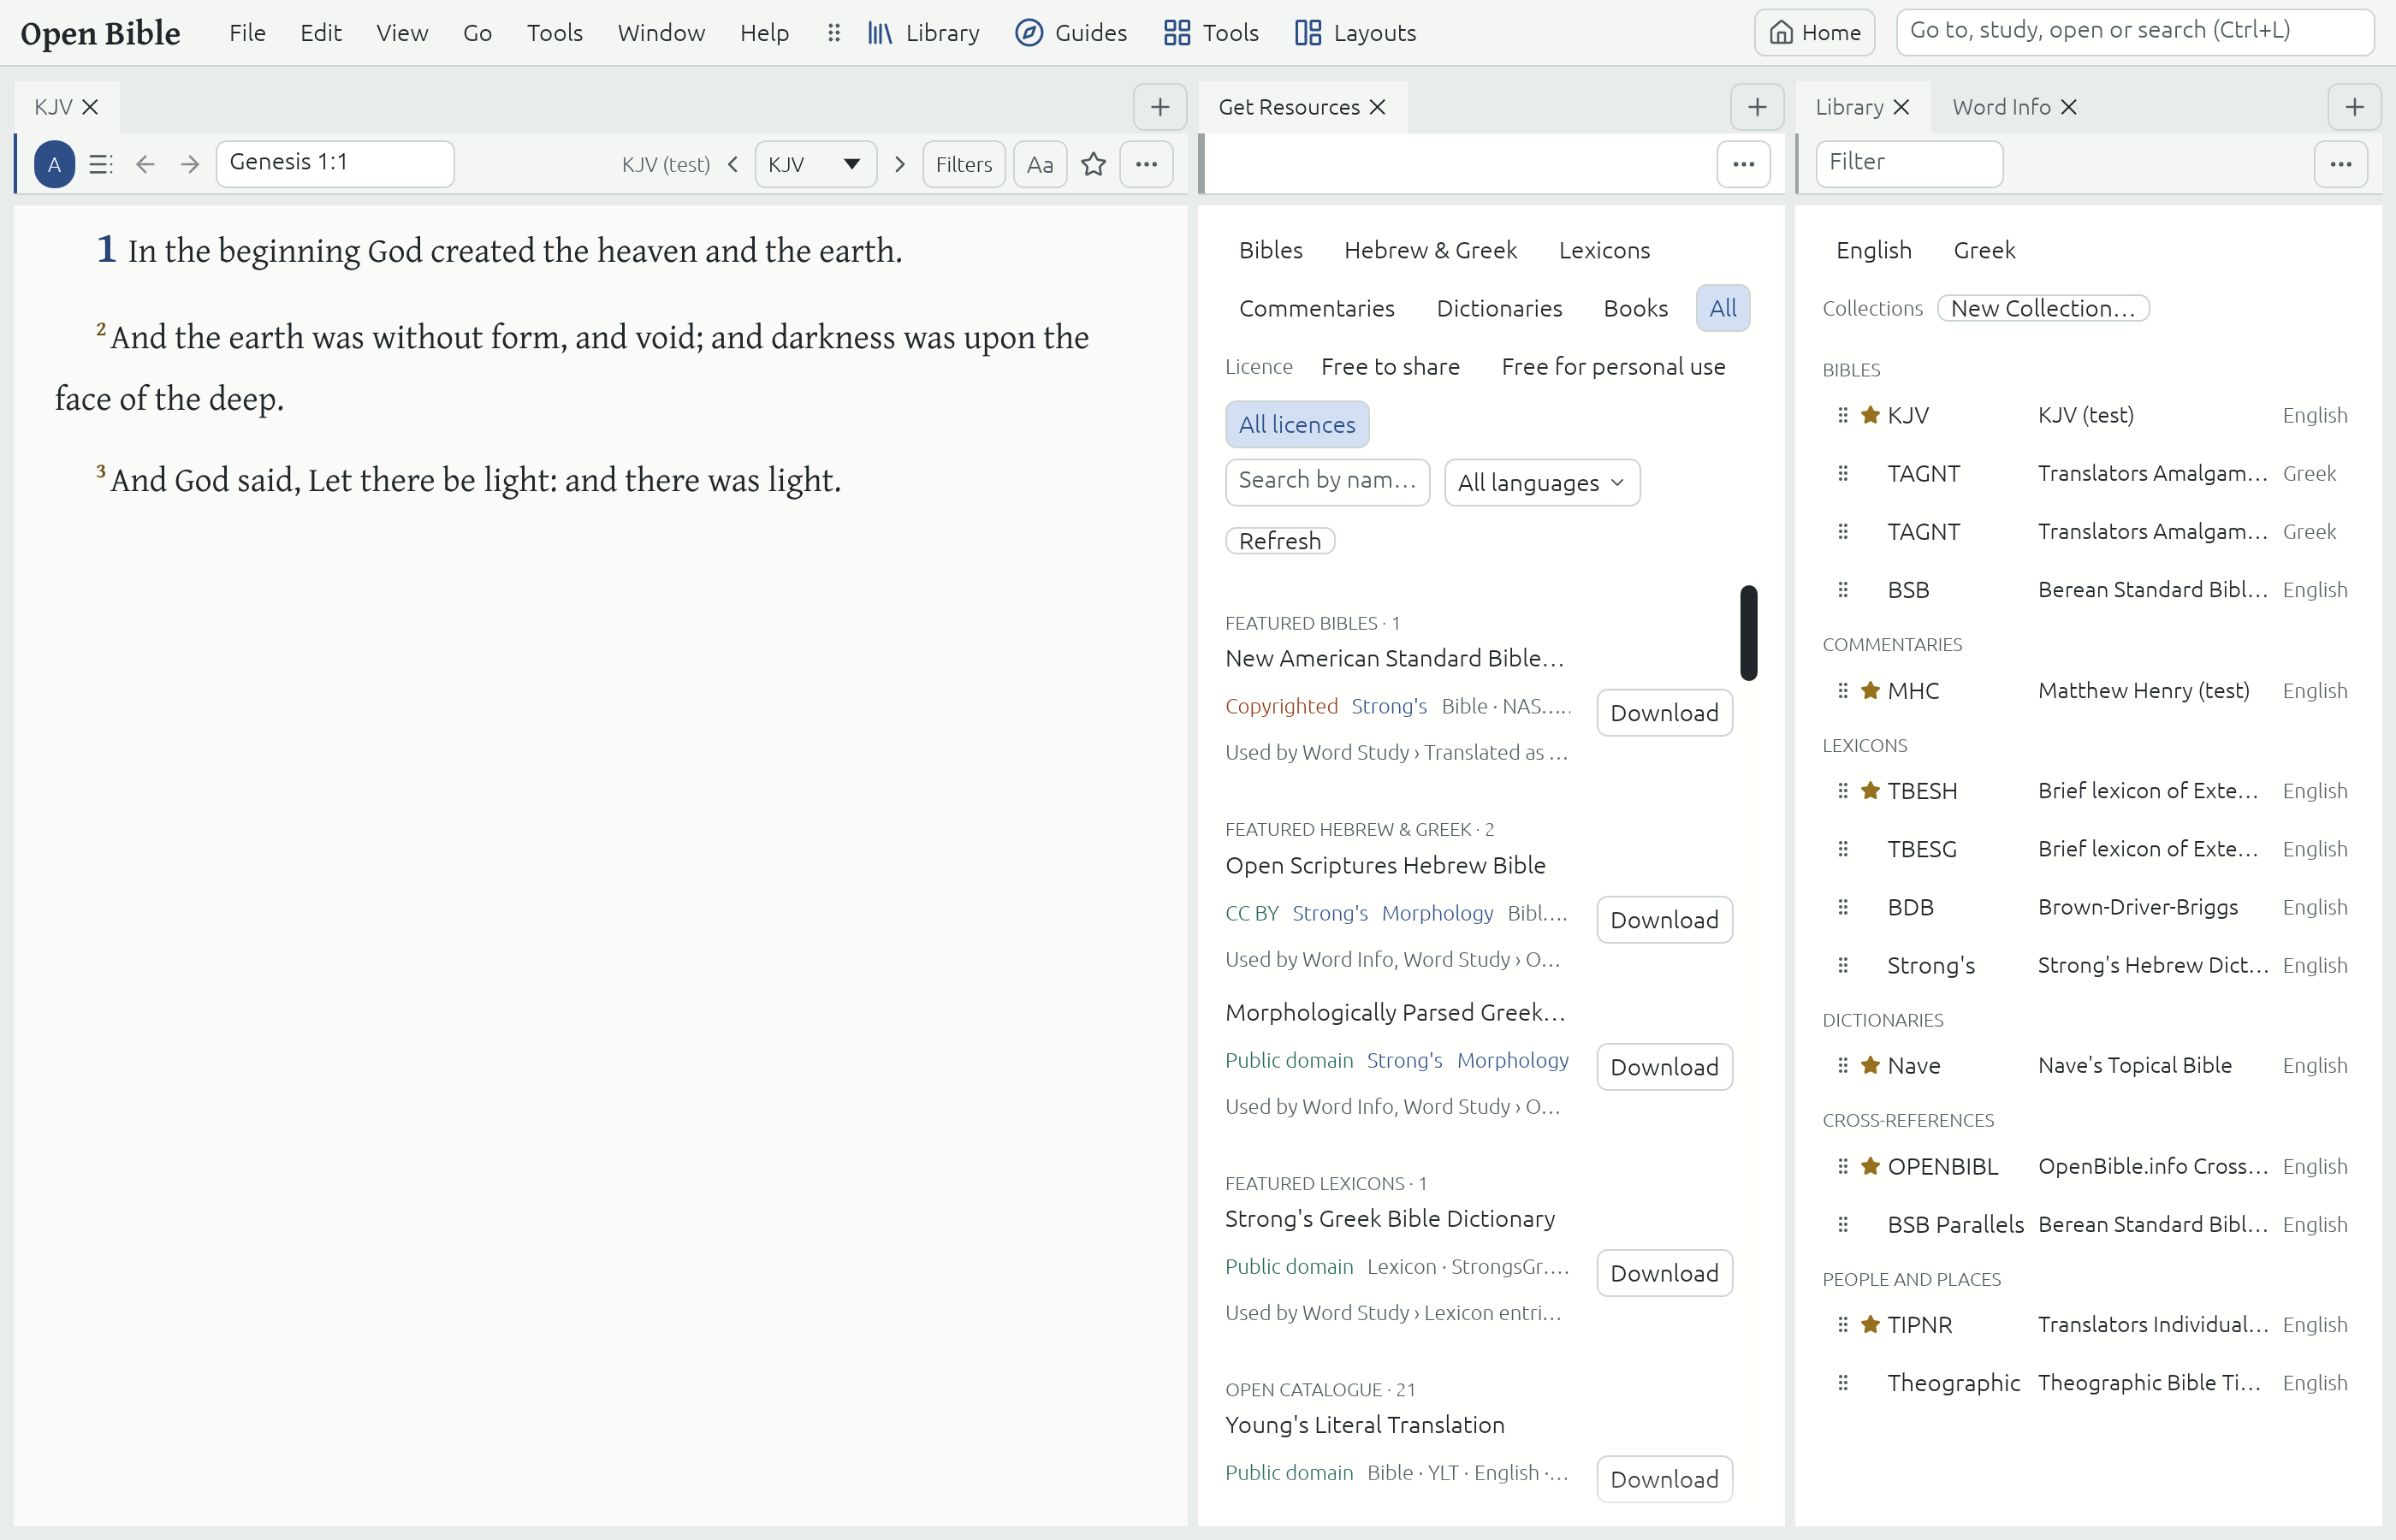 Open Bible File Edit View Go Tools Window Help Library Guides Tools Layouts Home Go to, study, open or search (Ctrl+L)
KJV
A Genesis 1:1 KJV (test) KJV Filters Aa
1 In the beginning God created the heaven and the earth.
2 And the earth was without form, and void; and darkness was upon the
face of the deep.
3 And God said, Let there be light: and there was light.
Get Resources
Bibles Hebrew & Greek Lexicons
Commentaries Dictionaries Books All
Licence Free to share Free for personal use
All licences
Search by nam… All languages
Refresh
FEATURED BIBLES · 1
New American Standard Bible…
Copyrighted Strong's Bible · NAS.… Download
Used by Word Study › Translated as …
FEATURED HEBREW & GREEK · 2
Open Scriptures Hebrew Bible
CC BY Strong's Morphology Bibl.… Download
Used by Word Info, Word Study › O…
Morphologically Parsed Greek…
Public domain Strong's Morphology Download
Used by Word Info, Word Study › O…
FEATURED LEXICONS · 1
Strong's Greek Bible Dictionary
Public domain Lexicon · StrongsGr.… Download
Used by Word Study › Lexicon entri…
OPEN CATALOGUE · 21
Young's Literal Translation
Public domain Bible · YLT · English ·… Download
Library Word Info
Filter
English Greek
Collections New Collection…
BIBLES
KJV KJV (test) English
TAGNT Translators Amalgam… Greek
TAGNT Translators Amalgam… Greek
BSB Berean Standard Bibl… English
COMMENTARIES
MHC Matthew Henry (test) English
LEXICONS
TBESH Brief lexicon of Exte… English
TBESG Brief lexicon of Exte… English
BDB Brown-Driver-Briggs English
Strong's Strong's Hebrew Dict… English
DICTIONARIES
Nave Nave's Topical Bible English
CROSS-REFERENCES
OPENBIBL OpenBible.info Cross… English
BSB Parallels Berean Standard Bibl… English
PEOPLE AND PLACES
TIPNR Translators Individual… English
Theographic Theographic Bible Ti… English